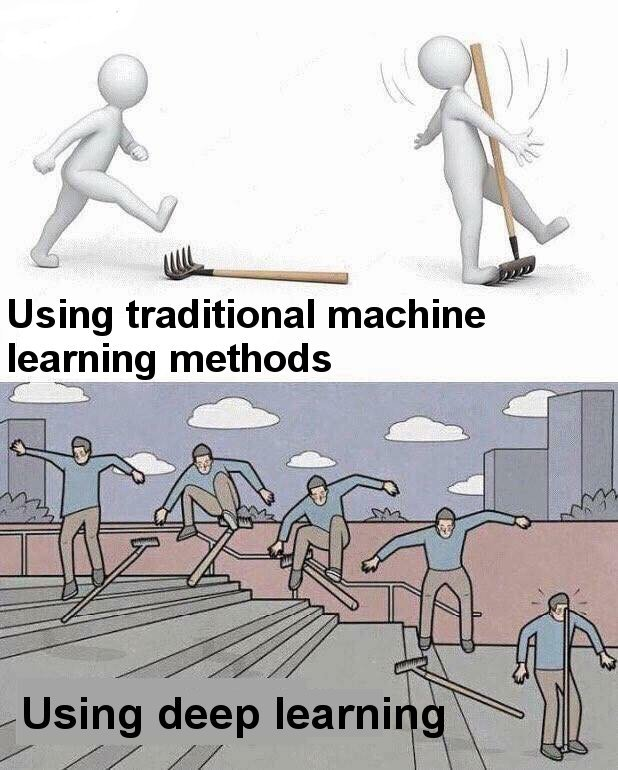 Using traditional machine
learning methods
Using deep learning